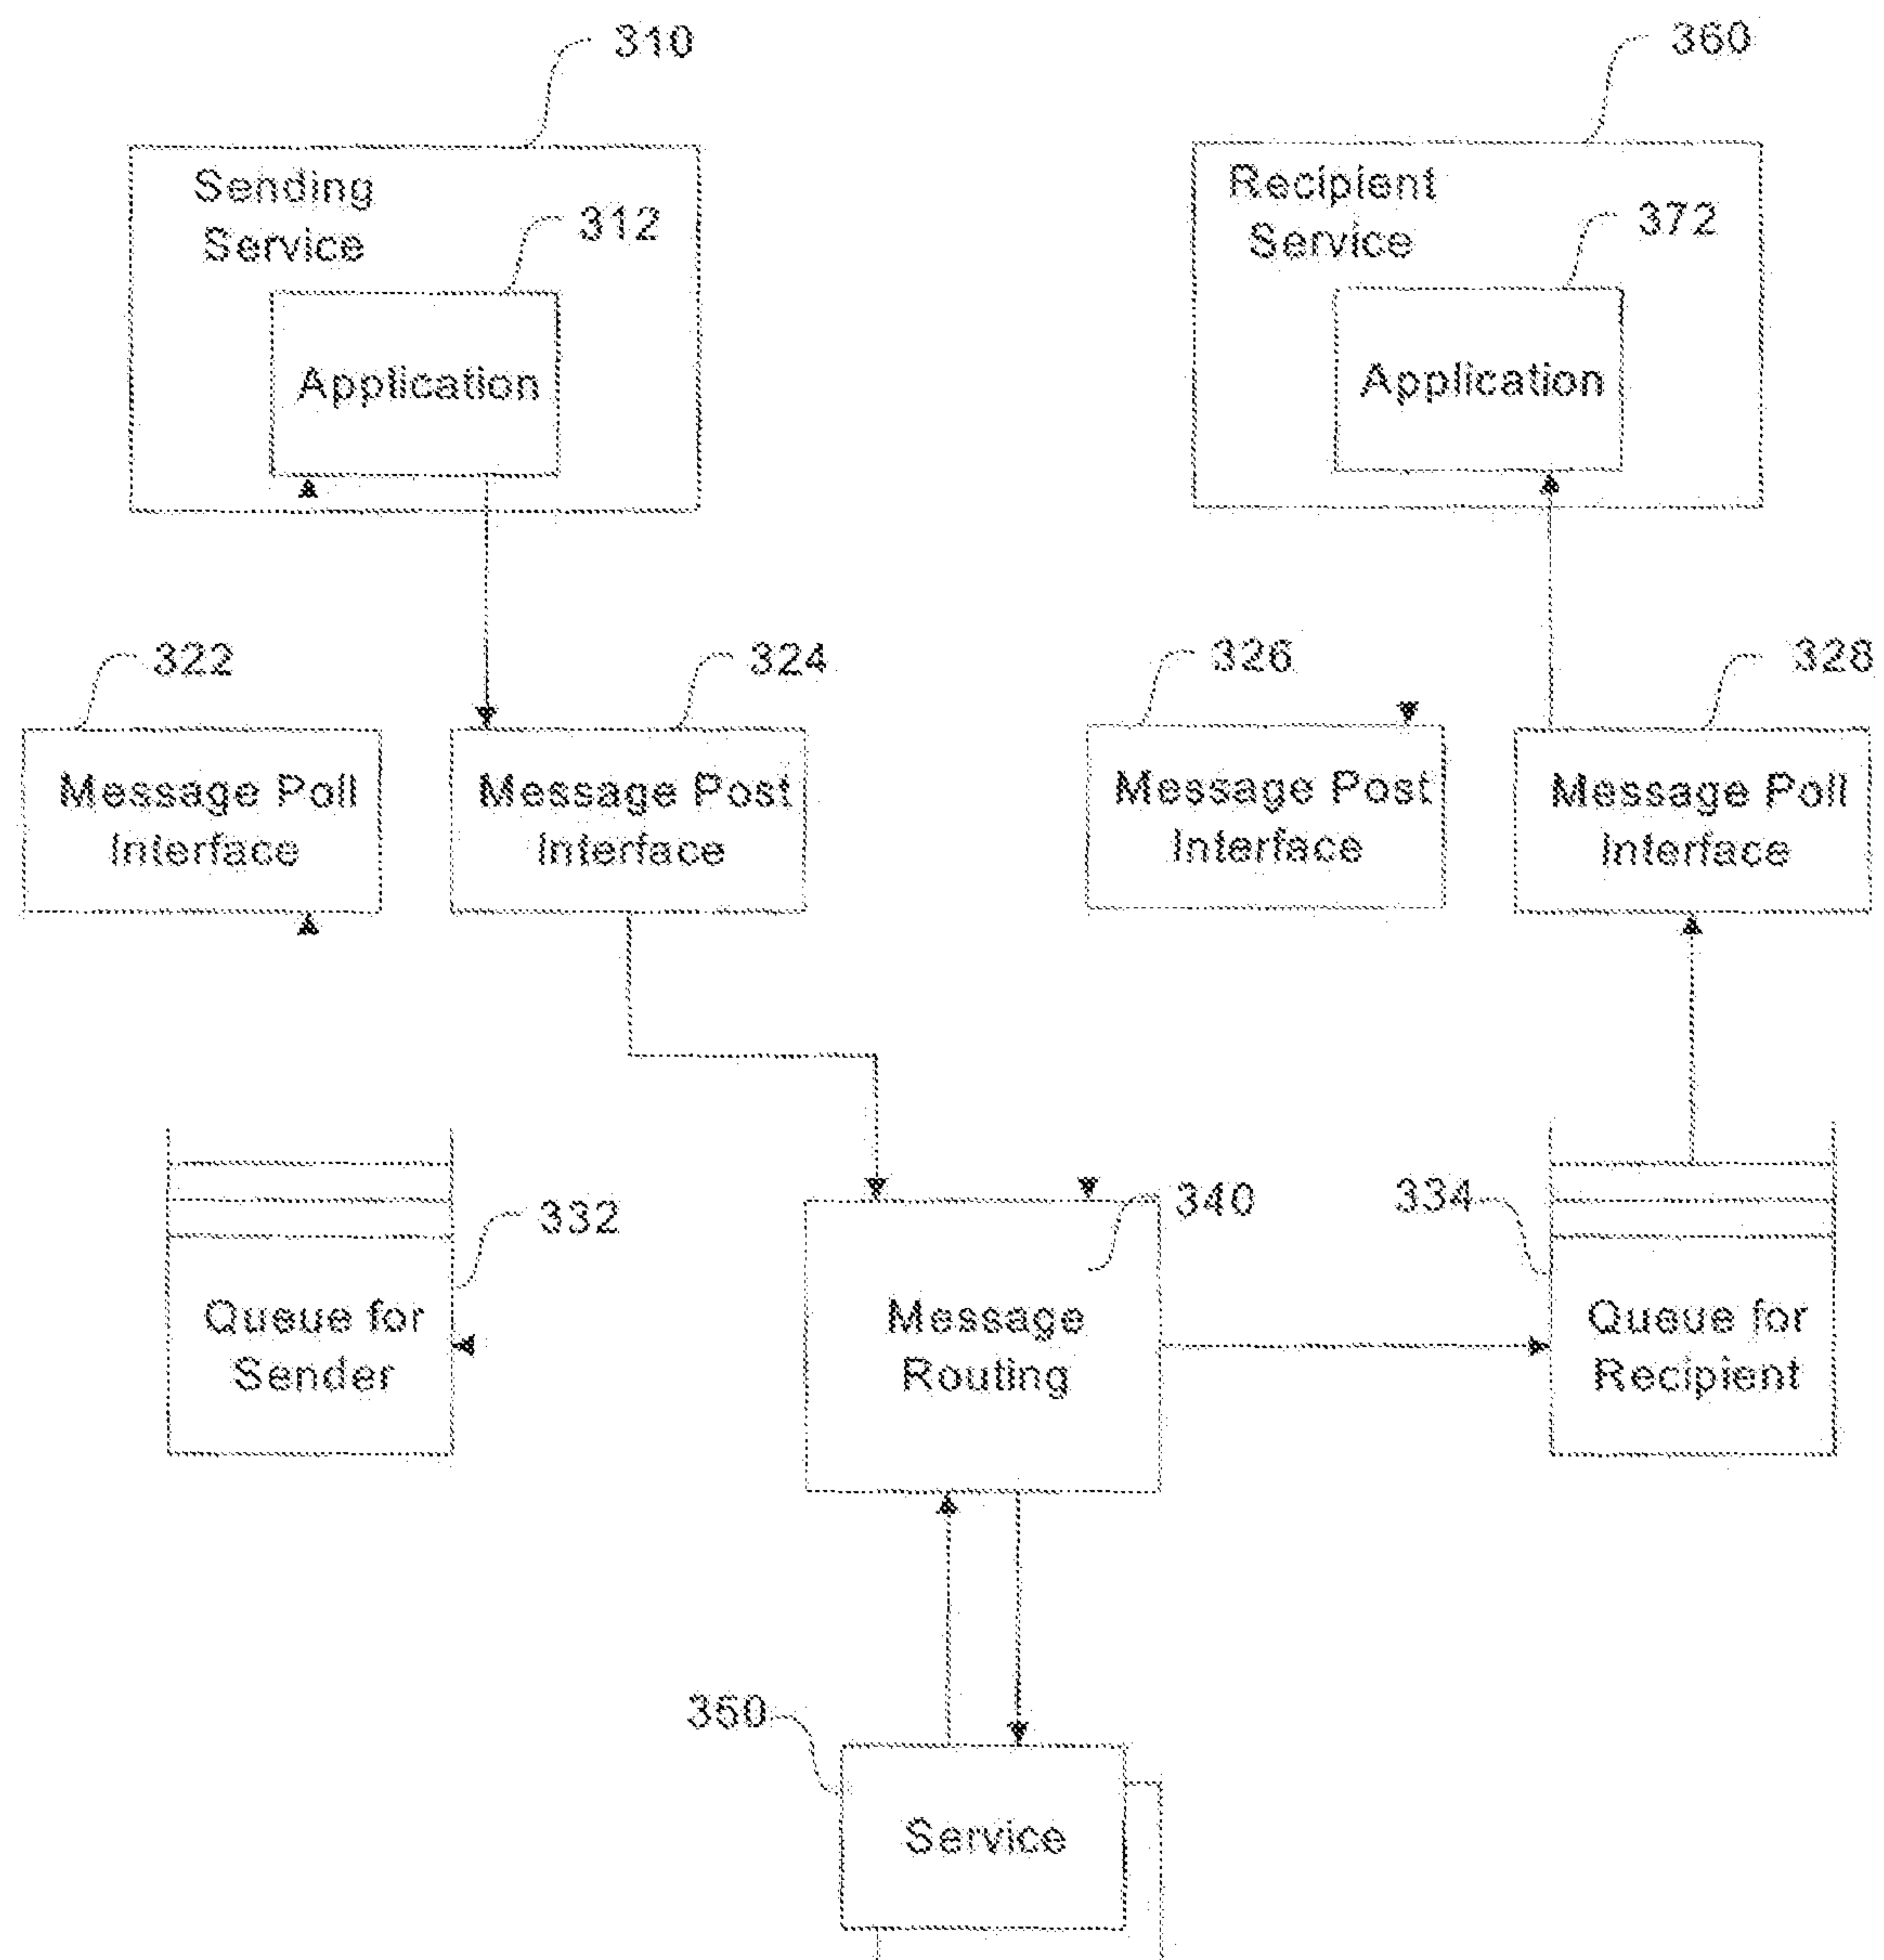 310
360
Sending
Service
312
Recipient
Service
372
Application
Application
322
324
326
328
Message Poll
Interface
Message Post
Interface
Message Post
Interface
Message Poll
Interface
332
340
334
Queue for
Sender
Message
Routing
Queue for
Recipient
350
Service